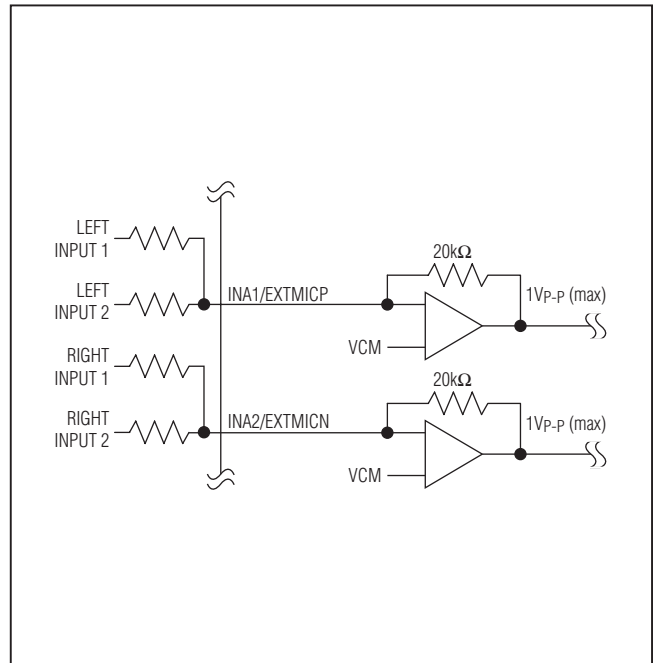 LEFT
INPUT 1
LEFT
INPUT 2
INA1/EXTMICP
20kΩ
1VP-P (max)
VCM
RIGHT
INPUT 1
RIGHT
INPUT 2
INA2/EXTMICN
20kΩ
1VP-P (max)
VCM